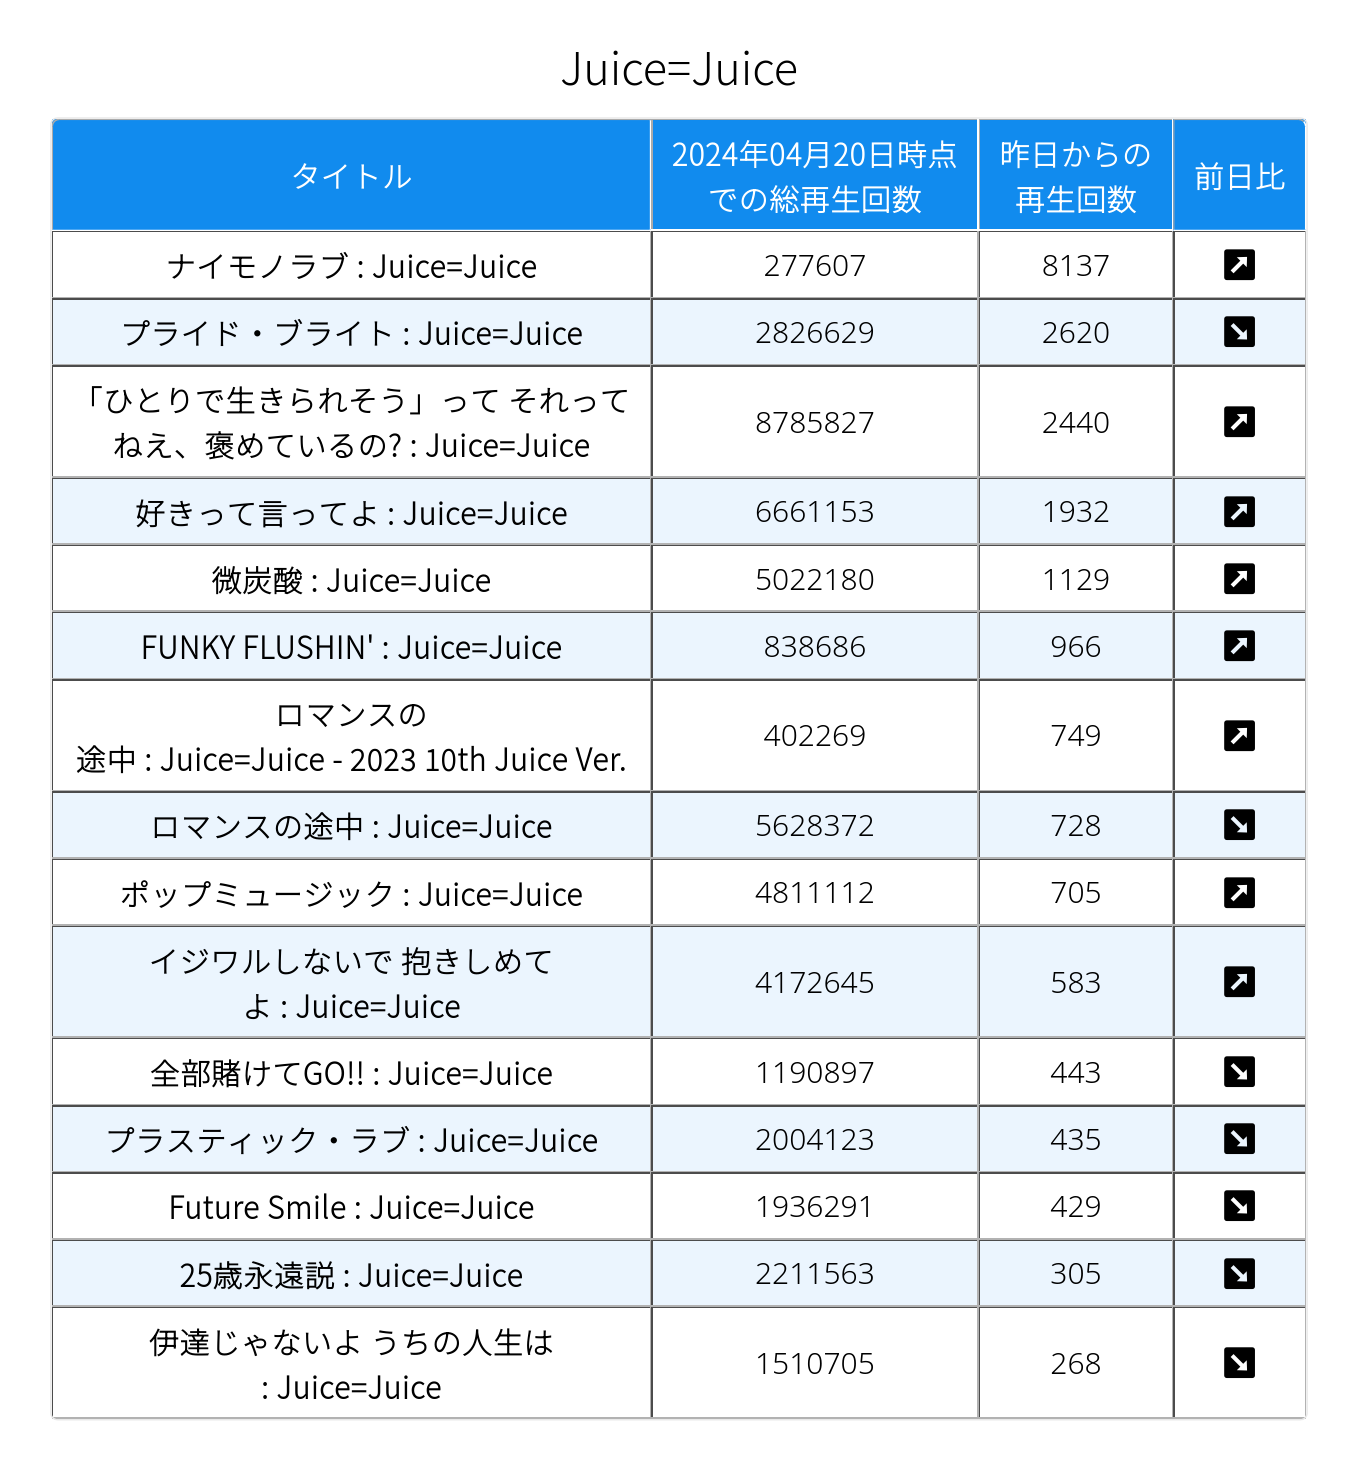 Juice=Juice
タイトル
2024年04月20日時点
での総再生回数
昨日からの
再生回数
前日比
ナイモノラブ : Juice=Juice
277607
8137
プライド・ブライト : Juice=Juice
2826629
2620
「ひとりで生きられそう」って それって
ねえ、褒めているの? : Juice=Juice
8785827
2440
好きって言ってよ : Juice=Juice
6661153
1932
微炭酸 : Juice=Juice
5022180
1129
FUNKY FLUSHIN' : Juice=Juice
838686
966
ロマンスの
途中 : Juice=Juice - 2023 10th Juice Ver.
402269
749
ロマンスの途中 : Juice=Juice
5628372
728
ポップミュージック : Juice=Juice
4811112
705
イジワルしないで 抱きしめて
よ : Juice=Juice
4172645
583
全部賭けてGO!! : Juice=Juice
1190897
443
プラスティック・ラブ : Juice=Juice
2004123
435
Future Smile : Juice=Juice
1936291
429
25歳永遠説 : Juice=Juice
2211563
305
伊達じゃないよ うちの人生は
: Juice=Juice
1510705
268